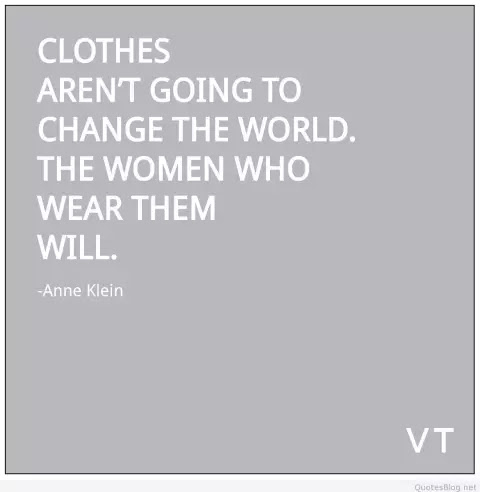 CLOTHES
AREN'T GOING TO
CHANGE THE WORLD.
THE WOMEN WHO
WEAR THEM
WILL.
-Anne Klein
VT
QuotesBlog.net